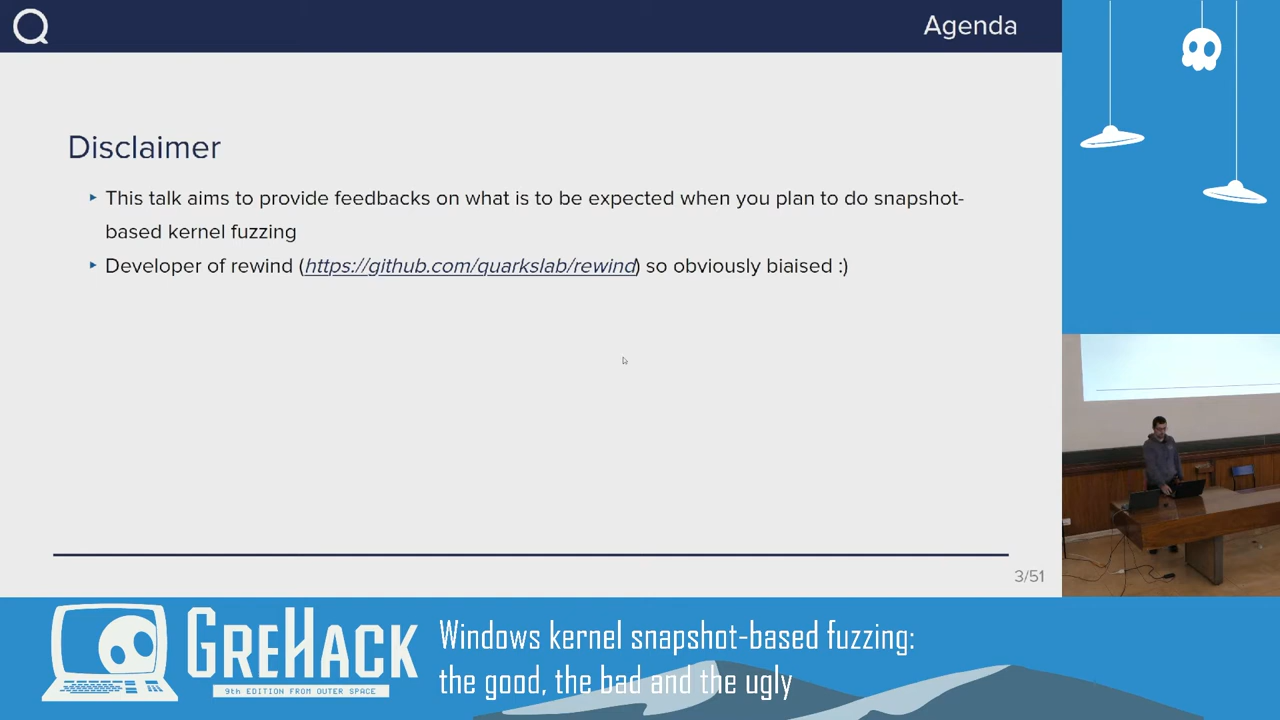 Agenda
Disclaimer
This talk aims to provide feedbacks on what is to be expected when you plan to do snapshot-
based kernel fuzzing
Developer of rewind (https://github.com/quarkslab/rewind) so obviously biaised :)
3/51
GREHACK
9TH EDITION FROM OUTER SPACE
Windows kernel snapshot-based fuzzing:
the good, the bad and the ugly